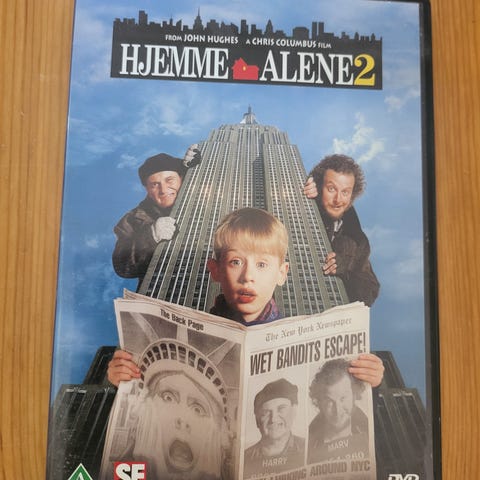 FROM JOHN HUGHES A CHRIS COLUMBUS FILM
HJEMME ALENE 2
The Back Page
The New York Newspaper
WET BANDITS ESCAPE!
HARRY
MARV
AROUND NYC
A
SF
DVD